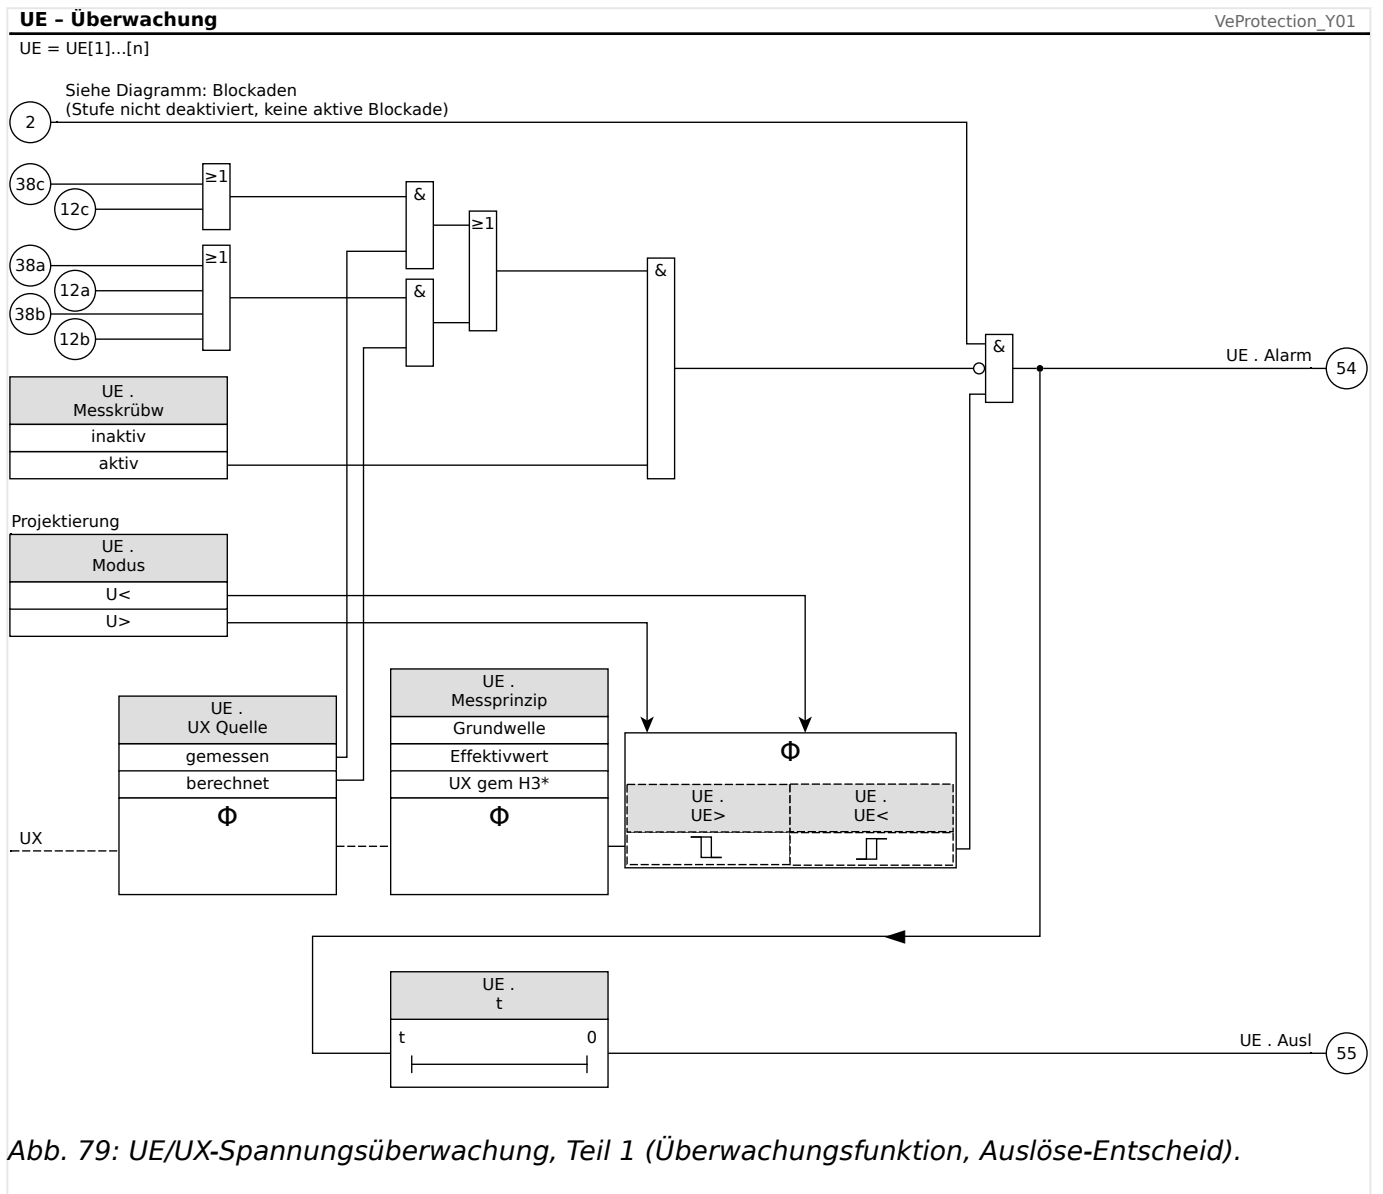 UE – Überwachung
VeProtection_Y01
UE = UE[1]...[n]
Siehe Diagramm: Blockaden
(Stufe nicht deaktiviert, keine aktive Blockade)
2
38c
12c
≥1
&
≥1
38a
12a
38b
12b
≥1
&
&
&
UE . Alarm
54
UE .
Messkrübw
inaktiv
aktiv
Projektierung
UE .
Modus
U<
U>
UE .
UX Quelle
gemessen
berechnet
Φ
UX
UE .
Messprinzip
Grundwelle
Effektivwert
UX gem H3*
Φ
Φ
UE .
UE>
UE .
UE<
UE .
t
t
0
UE . Ausl
55
Abb. 79: UE/UX-Spannungsüberwachung, Teil 1 (Überwachungsfunktion, Auslöse-Entscheid).